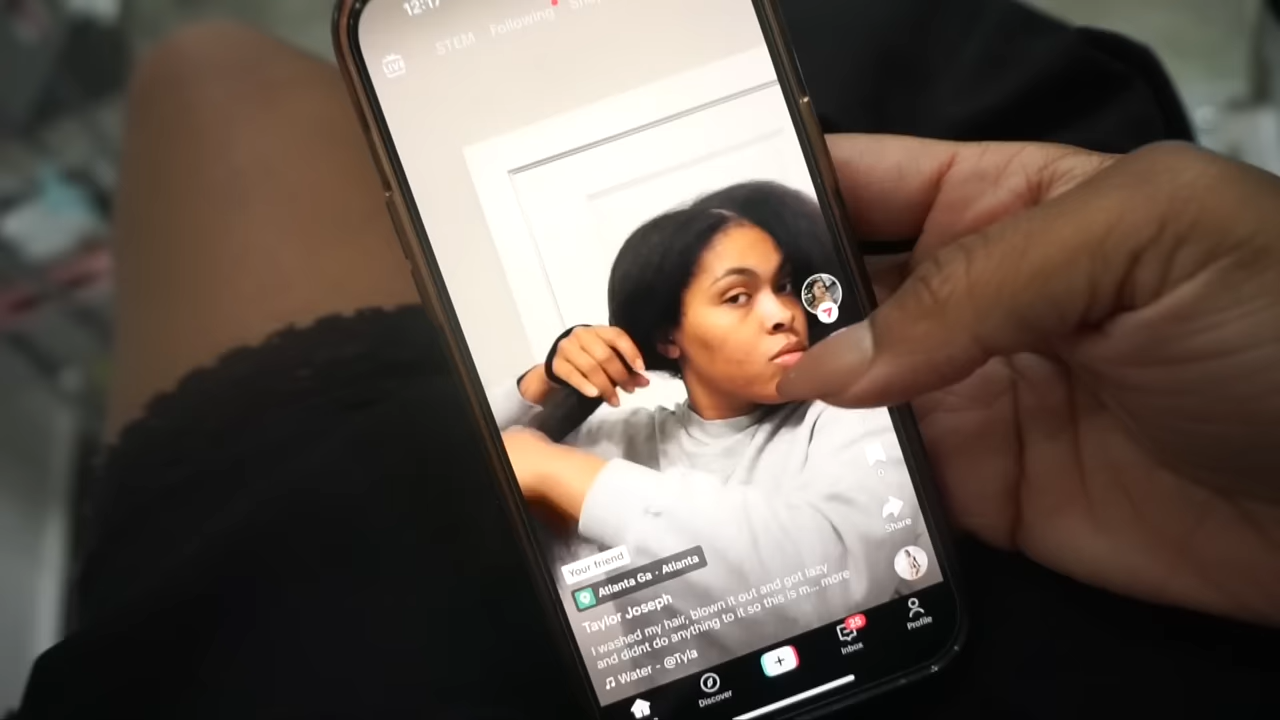 12:17
LIVE
STEM Following Shop
0
Share
Your friend
Atlanta Ga · Atlanta
Taylor Joseph
I washed my hair, blown it out and got lazy
and didnt do anything to it so this is m... more
Water - @Tyla
Discover
25
Inbox
Profile